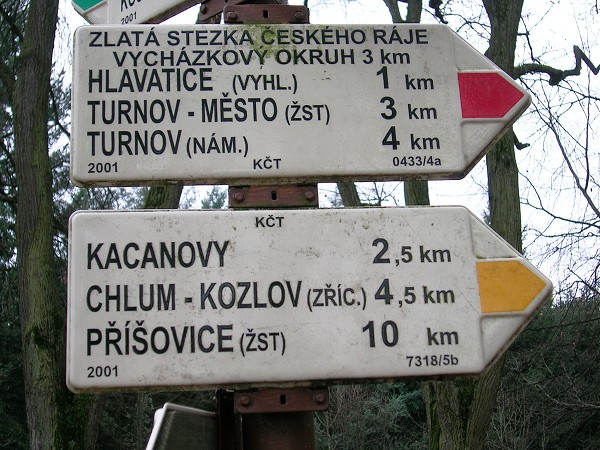 2001
ZLATÁ STEZKA ČESKÉHO RÁJE
VYCHÁZKOVÝ OKRUH 3 km
HLAVATICE (VYHL.) 1 km
TURNOV - MĚSTO (ŽST) 3 km
TURNOV (NÁM.) 4 km
2001 KČT 0433/4a
KČT
KACANOVY 2,5 km
CHLUM - KOZLOV (ZŘÍC.) 4,5 km
PŘÍŠOVICE (ŽST) 10 km
2001 7318/5b